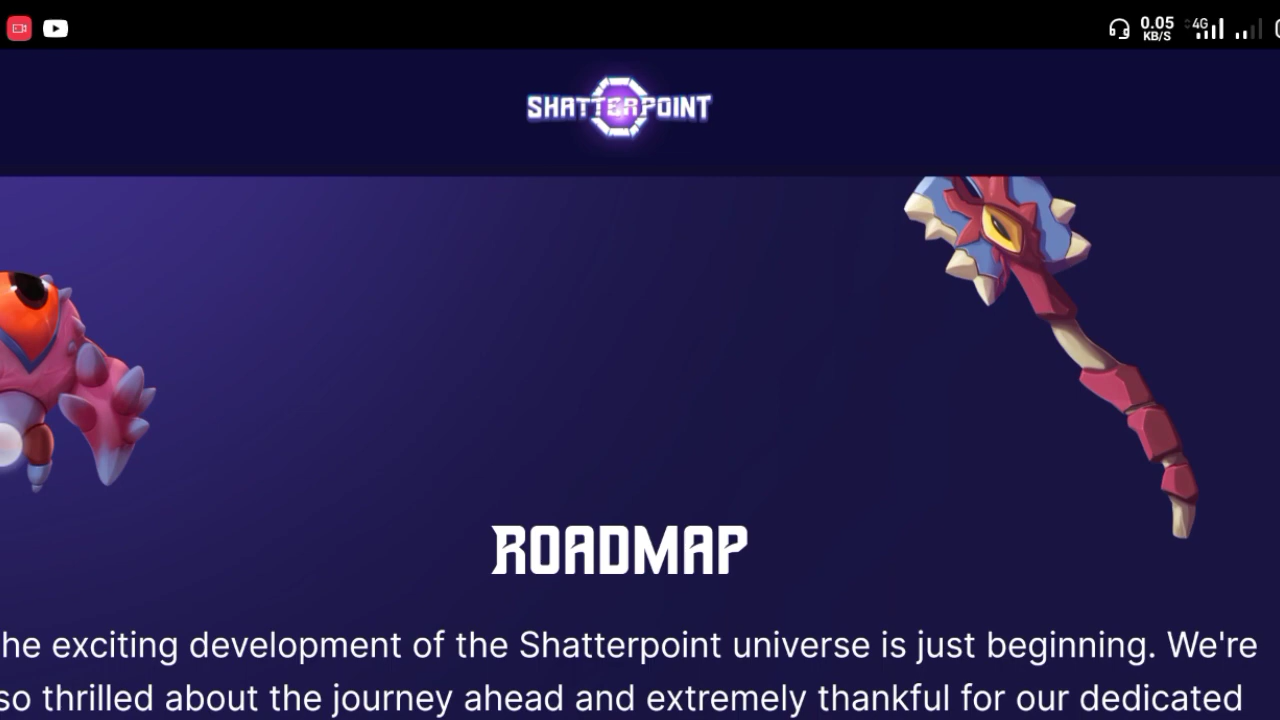 0.05
KB/S
4G
SHATTERPOINT
ROADMAP
he exciting development of the Shatterpoint universe is just beginning. We're
so thrilled about the journey ahead and extremely thankful for our dedicated